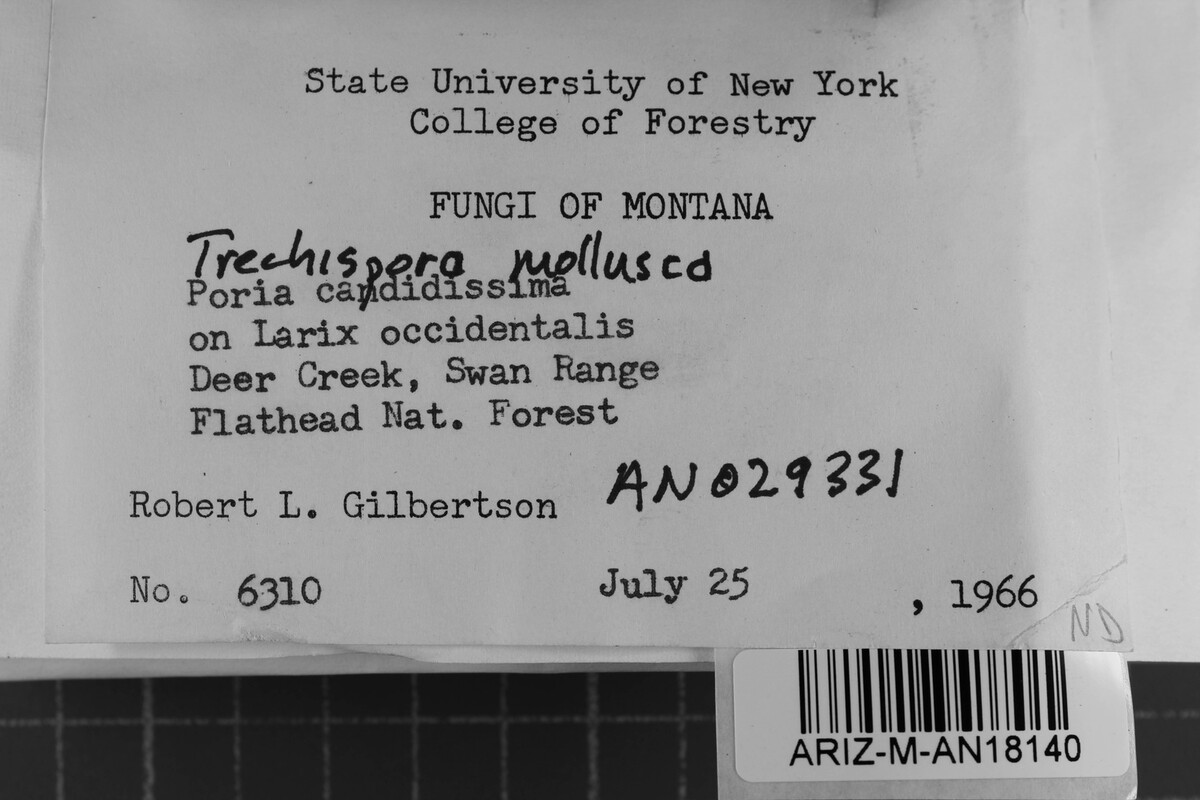 State University of New York
College of Forestry
FUNGI OF MONTANA
Trechispora mollusca
Poria candidissima
on Larix occidentalis
Deer Creek, Swan Range
Flathead Nat. Forest
Robert L. Gilbertson
AN029331
No. 6310
July 25, 1966
ND
ARIZ-M-AN18140